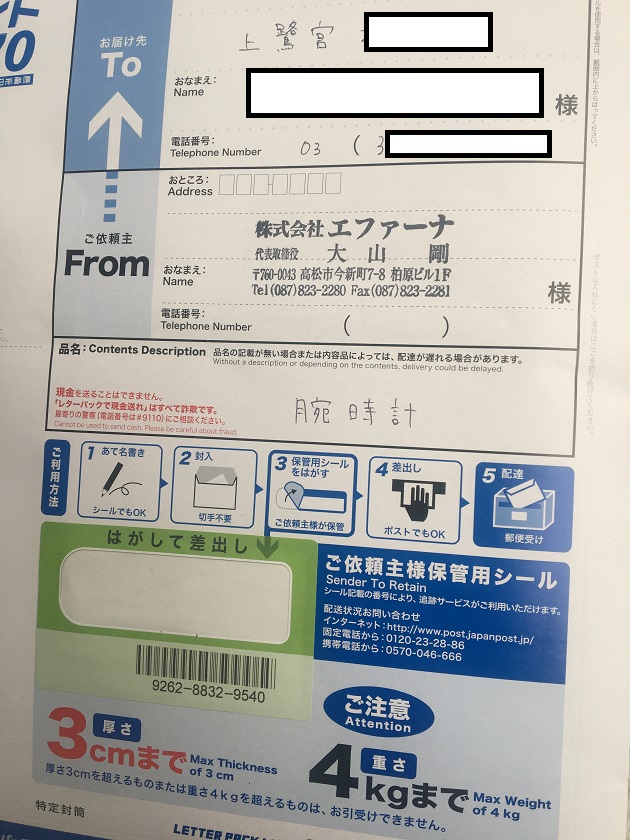 お届け先
To
上鷺宮
おなまえ:
Name
様
電話番号:
Telephone Number
03 ( 3
おところ:
Address
ご依頼主
From
株式会社 エファーナ
代表取締役 大山 剛
〒760-0043 高松市今新町7-8 柏原ビル1F
Tel(087)823-2280 Fax(087)823-2281
おなまえ:
Name
様
電話番号:
Telephone Number
( )
品名:Contents Description 品名の記載が無い場合または内容品によっては、配達が遅れる場合があります。
Without a description or depending on the contents, delivery could be delayed.
現金を送ることはできません。
「レターパックで現金送れ」はすべて詐欺です。
最寄りの警察(電話番号は#9110)にご相談ください。
Cannot be used to send cash. Please be careful about fraud.
腕時計
ご利用方法
1 あて名書き
シールでもOK
2 封入
切手不要
3 保管用シールをはがす
ご依頼主様が保管
4 差出し
ポストでもOK
5 配達
郵便受け
はがして差出し
ご依頼主様保管用シール
Sender To Retain
シール記載の番号により、追跡サービスがご利用いただけます。
配送状況お問い合わせ
インターネット:http://www.post.japanpost.jp/
固定電話から:0120-23-28-86
携帯電話から:0570-046-666
9262-8832-9540
ご注意
Attention
厚さ
3cmまで Max Thickness of 3 cm
重さ
4kgまで Max Weight of 4 kg
厚さ3cmを超えるものまたは重さ4kgを超えるものは、お引受けできません。
特定封筒
LETTER PACK